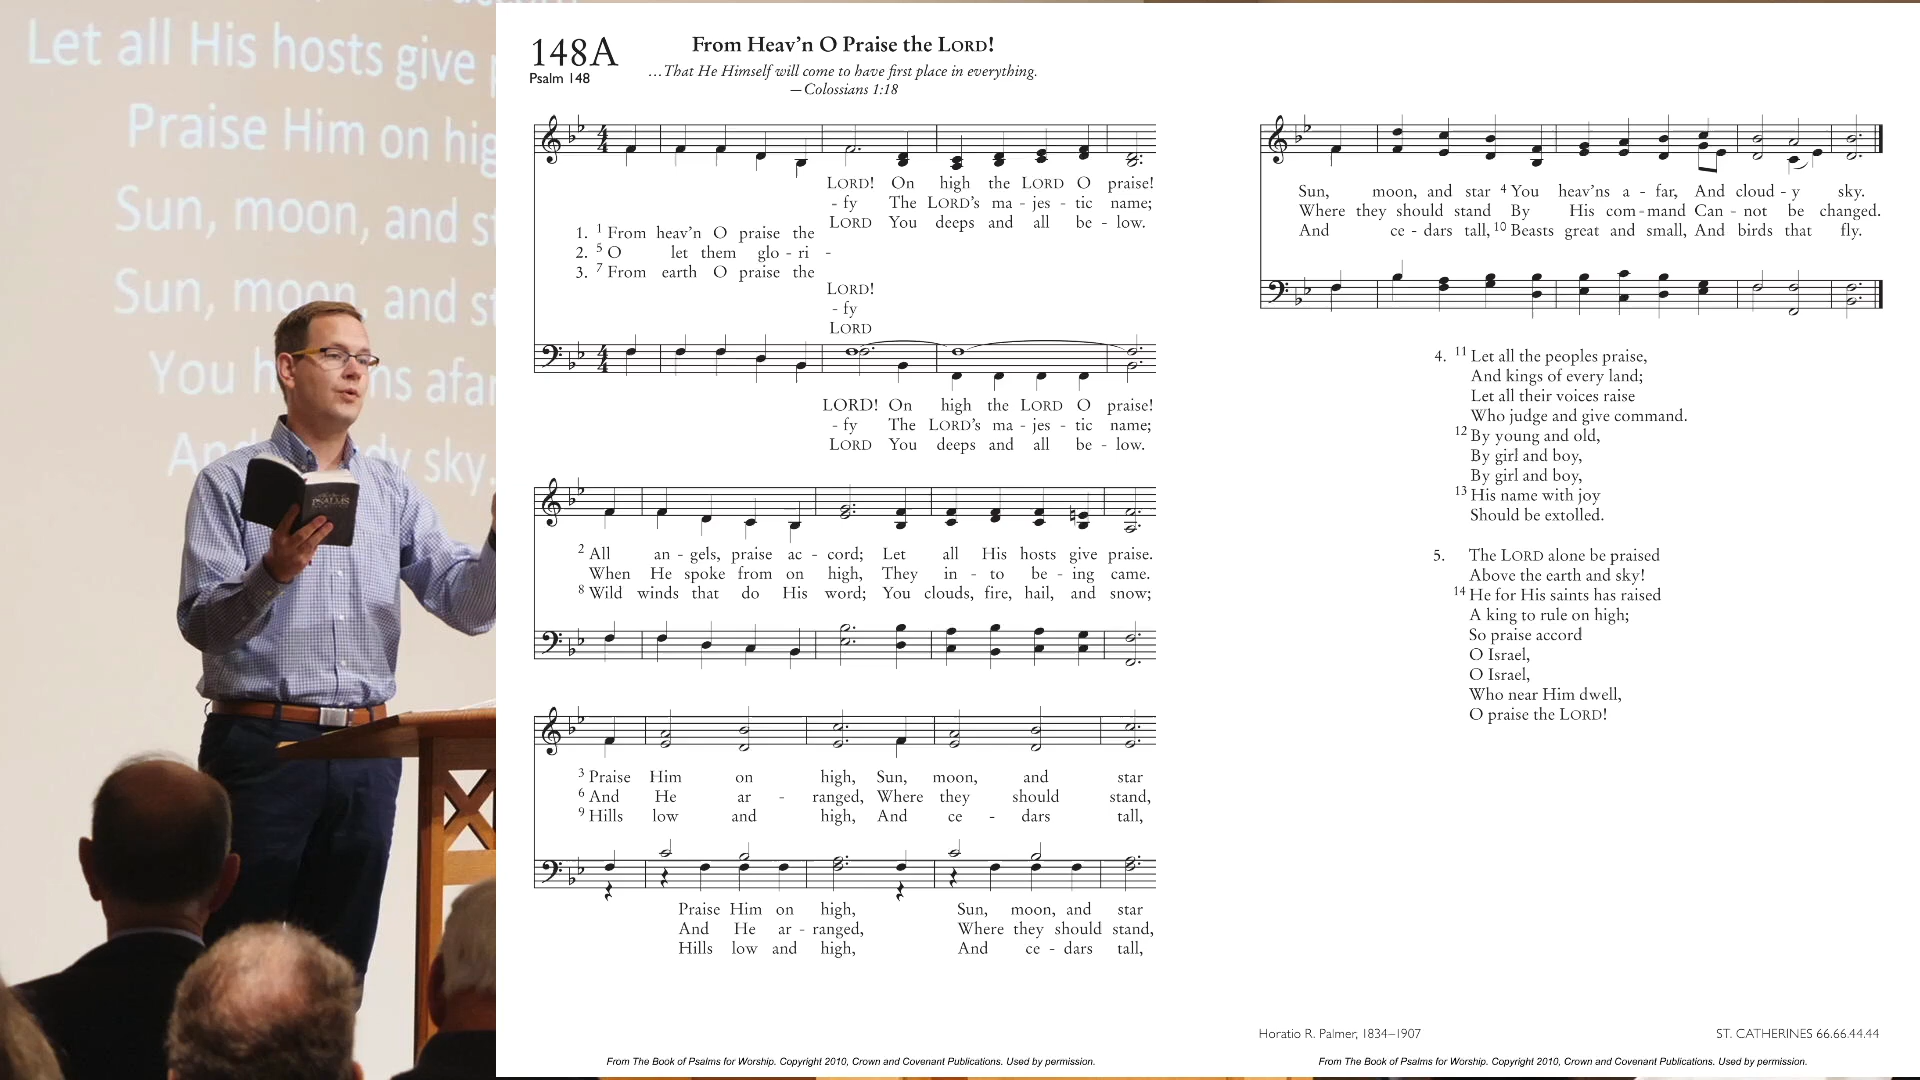 Let all His hosts give
Praise Him on hig
Sun, moon, and st
Sun, moon, and st
You h ns afar
And dy sky.
PSALMS
148A
Psalm 148
From Heav’n O Praise the LORD!
…That He Himself will come to have first place in everything.
—Colossians 1:18
LORD! On high the LORD O praise!
- fy The LORD’S ma - jes - tic name;
LORD You deeps and all be - low.
1. 1 From heav’n O praise the
2. 5 O let them glo - ri -
3. 7 From earth O praise the
LORD!
- fy
LORD
LORD! On high the LORD O praise!
- fy The LORD’S ma - jes - tic name;
LORD You deeps and all be - low.
2 All an - gels, praise ac - cord; Let all His hosts give praise.
When He spoke from on high, They in - to be - ing came.
8 Wild winds that do His word; You clouds, fire, hail, and snow;
3 Praise Him on high, Sun, moon, and star
6 And He ar - ranged, Where they should stand,
9 Hills low and high, And ce - dars tall,
Praise Him on high, Sun, moon, and star
And He ar - ranged, Where they should stand,
Hills low and high, And ce - dars tall,
From The Book of Psalms for Worship. Copyright 2010, Crown and Covenant Publications. Used by permission.
Sun, moon, and star 4 You heav’ns a - far, And cloud - y sky.
Where they should stand By His com - mand Can - not be changed.
And ce - dars tall, 10 Beasts great and small, And birds that fly.
4. 11 Let all the peoples praise,
And kings of every land;
Let all their voices raise
Who judge and give command.
12 By young and old,
By girl and boy,
By girl and boy,
13 His name with joy
Should be extolled.
5. The LORD alone be praised
Above the earth and sky!
14 He for His saints has raised
A king to rule on high;
So praise accord
O Israel,
O Israel,
Who near Him dwell,
O praise the LORD!
Horatio R. Palmer, 1834–1907
ST. CATHERINES 66.66.44.44
From The Book of Psalms for Worship. Copyright 2010, Crown and Covenant Publications. Used by permission.